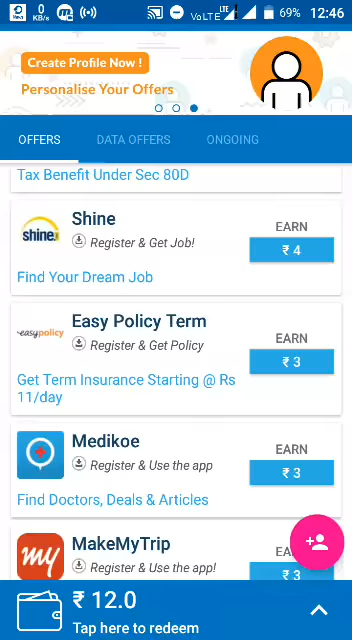 0
KB/s
VoLTE LTE
69%
12:46
Create Profile Now !
Personalise Your Offers
OFFERS
DATA OFFERS
ONGOING
Tax Benefit Under Sec 80D
shine
Shine
Register & Get Job!
EARN
₹ 4
Find Your Dream Job
easypolicy
Easy Policy Term
Register & Get Policy
EARN
₹ 3
Get Term Insurance Starting @ Rs
11/day
Medikoe
Register & Use the app
EARN
₹ 3
Find Doctors, Deals & Articles
my
MakeMyTrip
Register & Use the app!
EA
₹ 3
₹ 12.0
Tap here to redeem